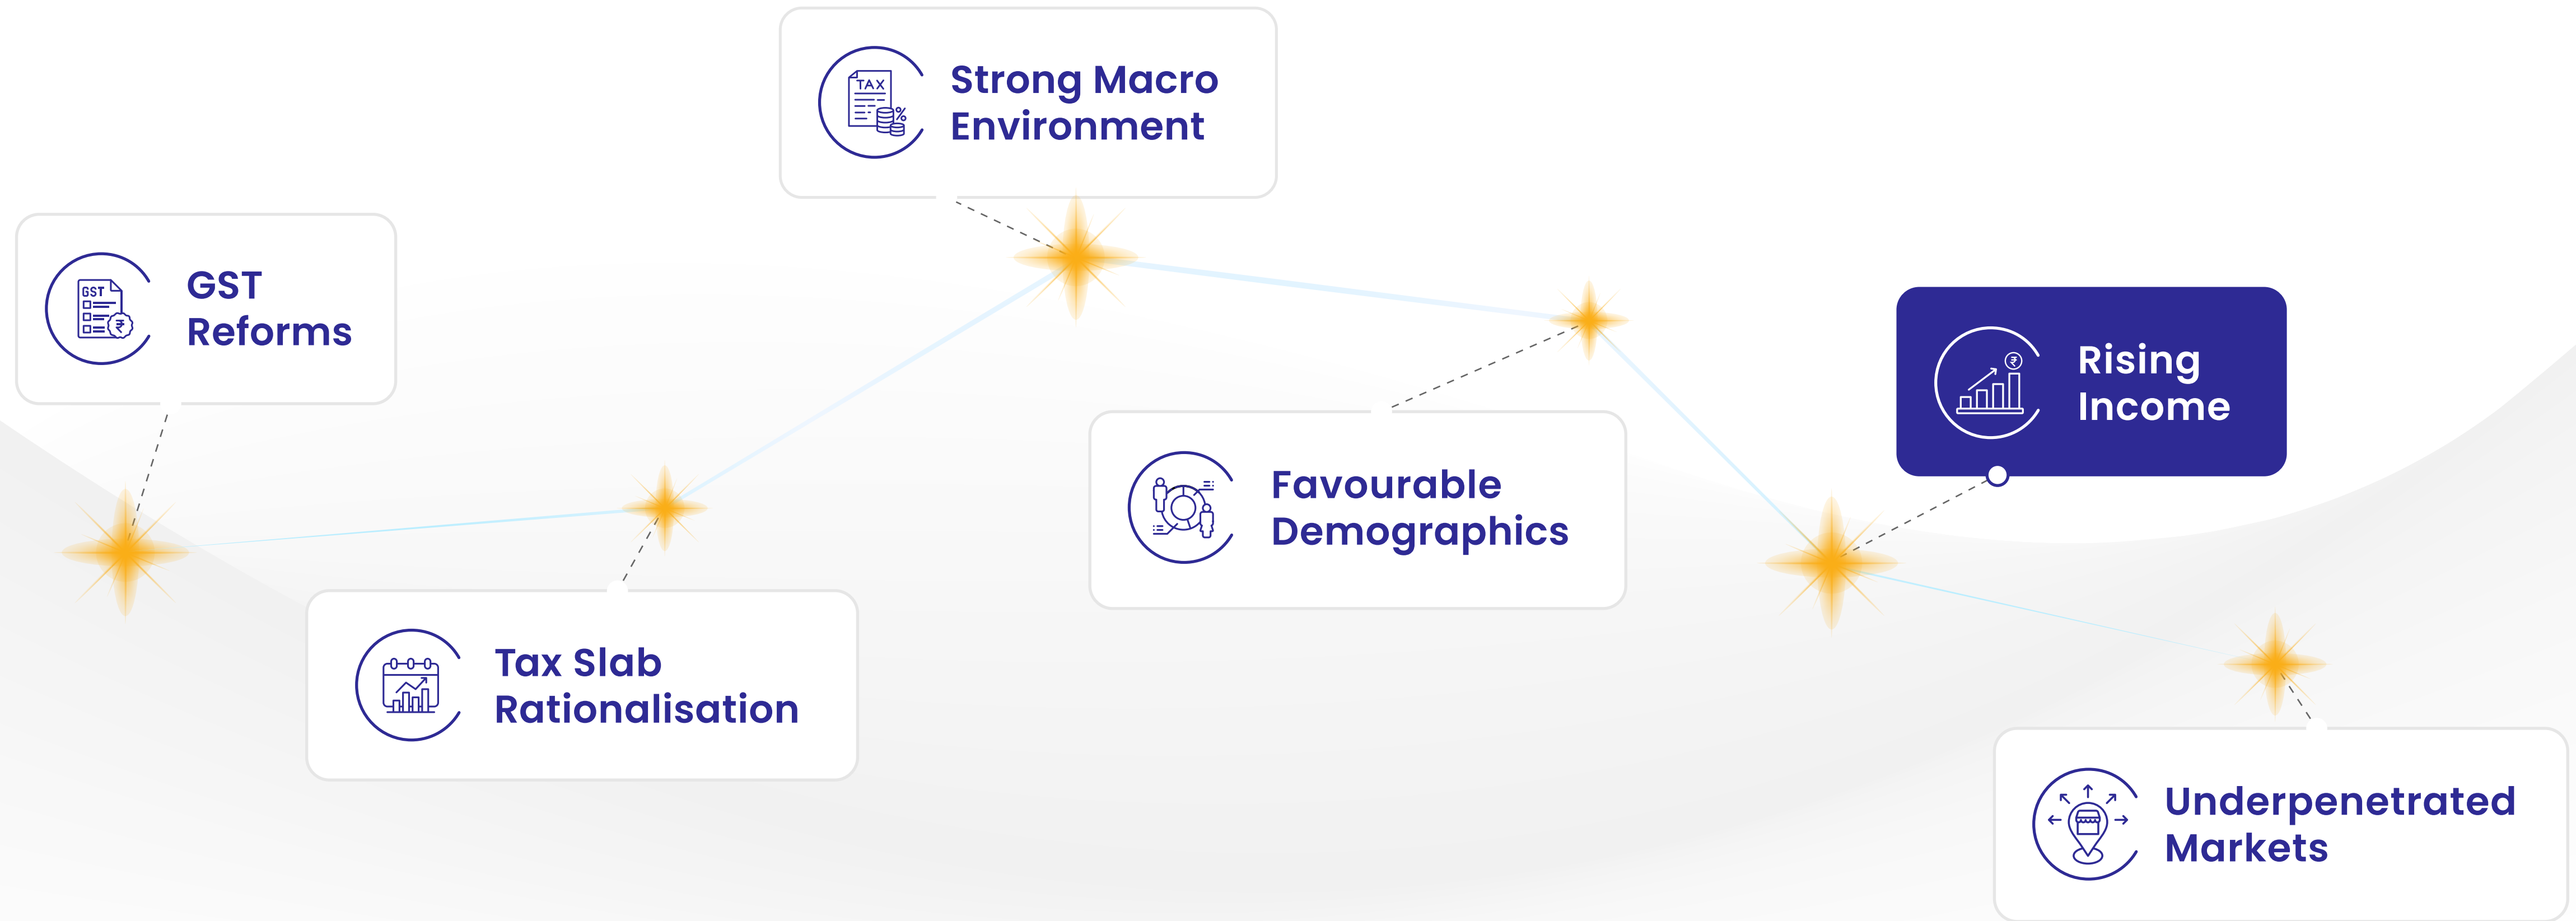 GST
Reforms
GST
₹
Tax Slab
Rationalisation
TAX
%
Strong Macro
Environment
Favourable
Demographics
₹
Rising
Income
Underpenetrated
Markets